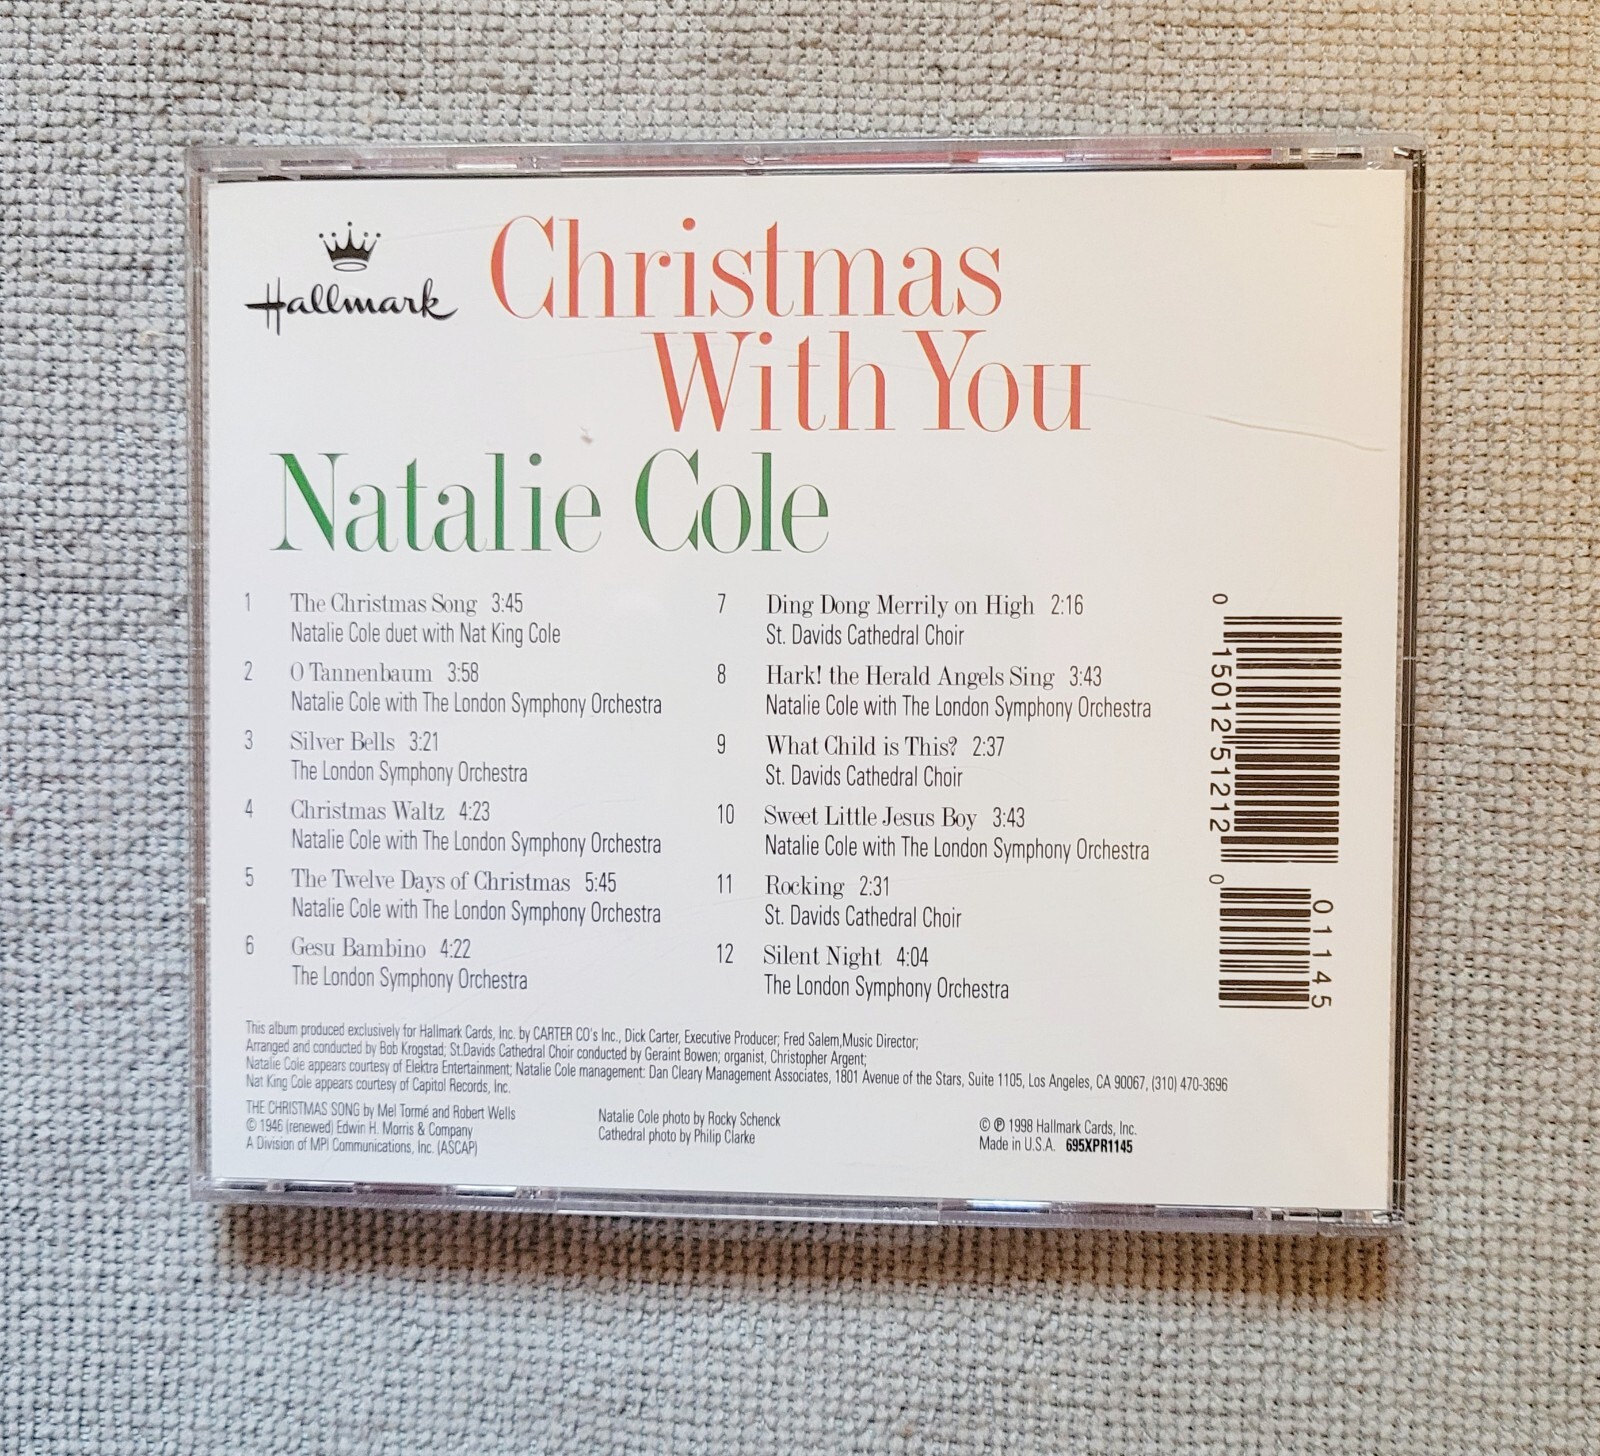 Hallmark
Christmas
With You
Natalie Cole
1 The Christmas Song 3:45
Natalie Cole duet with Nat King Cole
2 O Tannenbaum 3:58
Natalie Cole with The London Symphony Orchestra
3 Silver Bells 3:21
The London Symphony Orchestra
4 Christmas Waltz 4:23
Natalie Cole with The London Symphony Orchestra
5 The Twelve Days of Christmas 5:45
Natalie Cole with The London Symphony Orchestra
6 Gesu Bambino 4:22
The London Symphony Orchestra
7 Ding Dong Merrily on High 2:16
St. Davids Cathedral Choir
8 Hark! the Herald Angels Sing 3:43
Natalie Cole with The London Symphony Orchestra
9 What Child is This? 2:37
St. Davids Cathedral Choir
10 Sweet Little Jesus Boy 3:43
Natalie Cole with The London Symphony Orchestra
11 Rocking 2:31
St. Davids Cathedral Choir
12 Silent Night 4:04
The London Symphony Orchestra
0 15012 51212 0
01145
This album produced exclusively for Hallmark Cards, Inc. by CARTER CO's Inc., Dick Carter, Executive Producer; Fred Salem,Music Director;
Arranged and conducted by Bob Krogstad; St.Davids Cathedral Choir conducted by Geraint Bowen; organist, Christopher Argent;
Natalie Cole appears courtesy of Elektra Entertainment; Natalie Cole management: Dan Cleary Management Associates, 1801 Avenue of the Stars, Suite 1105, Los Angeles, CA 90067, (310) 470-3696
Nat King Cole appears courtesy of Capitol Records, Inc.
THE CHRISTMAS SONG by Mel Tormé and Robert Wells
© 1946 (renewed) Edwin H. Morris & Company
A Division of MPI Communications, Inc. (ASCAP)
Natalie Cole photo by Rocky Schenck
Cathedral photo by Philip Clarke
© ℗ 1998 Hallmark Cards, Inc.
Made in U.S.A. 695XPR1145